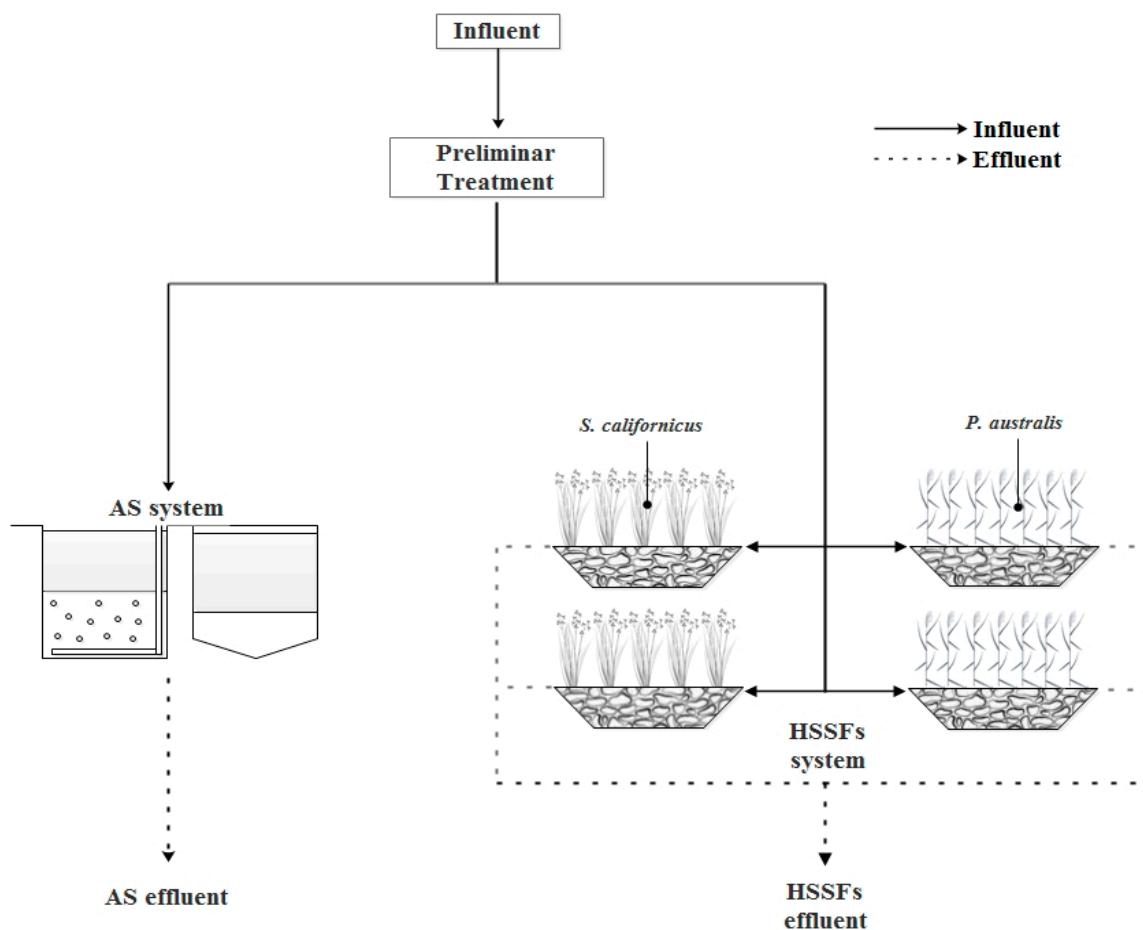 Influent
Preliminar
Treatment
Influent
Effluent
S. californicus
P. australis
AS system
HSSFs
system
AS effluent
HSSFs
effluent